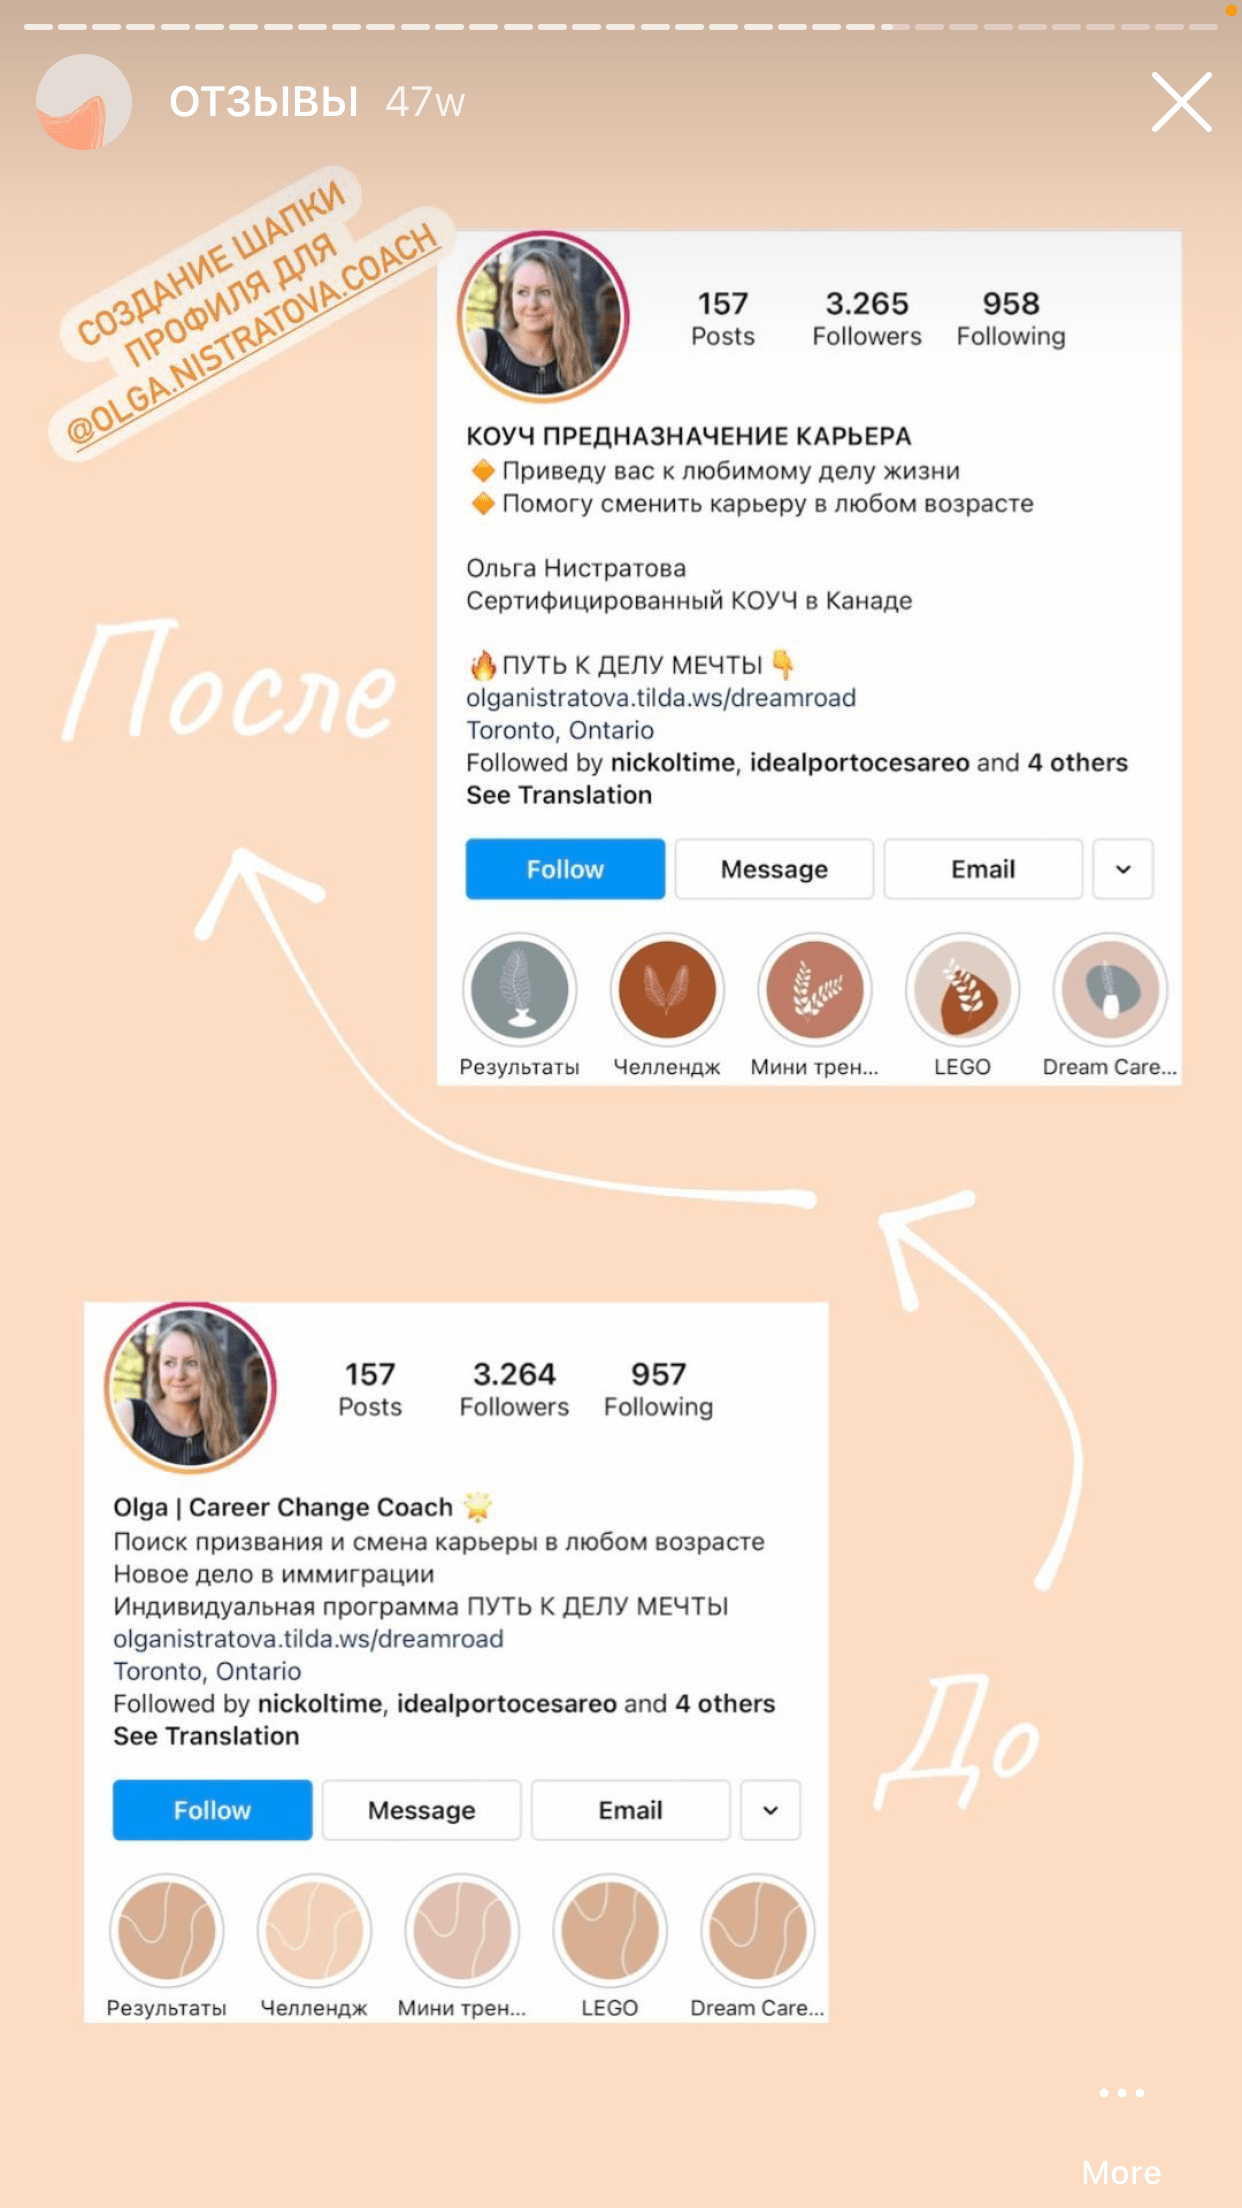 ОТЗЫВЫ 47w
СОЗДАНИЕ ШАПКИ
ПРОФИЛЯ ДЛЯ
@OLGA.NISTRATOVA.COACH
157 3.265 958
Posts Followers Following
КОУЧ ПРЕДНАЗНАЧЕНИЕ КАРЬЕРА
🔶 Приведу вас к любимому делу жизни
🔶 Помогу сменить карьеру в любом возрасте
Ольга Нистратова
Сертифицированный КОУЧ в Канаде
🔥ПУТЬ К ДЕЛУ МЕЧТЫ👇
olganistratova.tilda.ws/dreamroad
Toronto, Ontario
Followed by nickoltime, idealportocesareo and 4 others
See Translation
Follow Message Email
Результаты Челлендж Мини трен... LEGO Dream Care...
После
157 3.264 957
Posts Followers Following
Olga | Career Change Coach 🌟
Поиск призвания и смена карьеры в любом возрасте
Новое дело в иммиграции
Индивидуальная программа ПУТЬ К ДЕЛУ МЕЧТЫ
olganistratova.tilda.ws/dreamroad
Toronto, Ontario
Followed by nickoltime, idealportocesareo and 4 others
See Translation
Follow Message Email
Результаты Челлендж Мини трен... LEGO Dream Care...
До
More